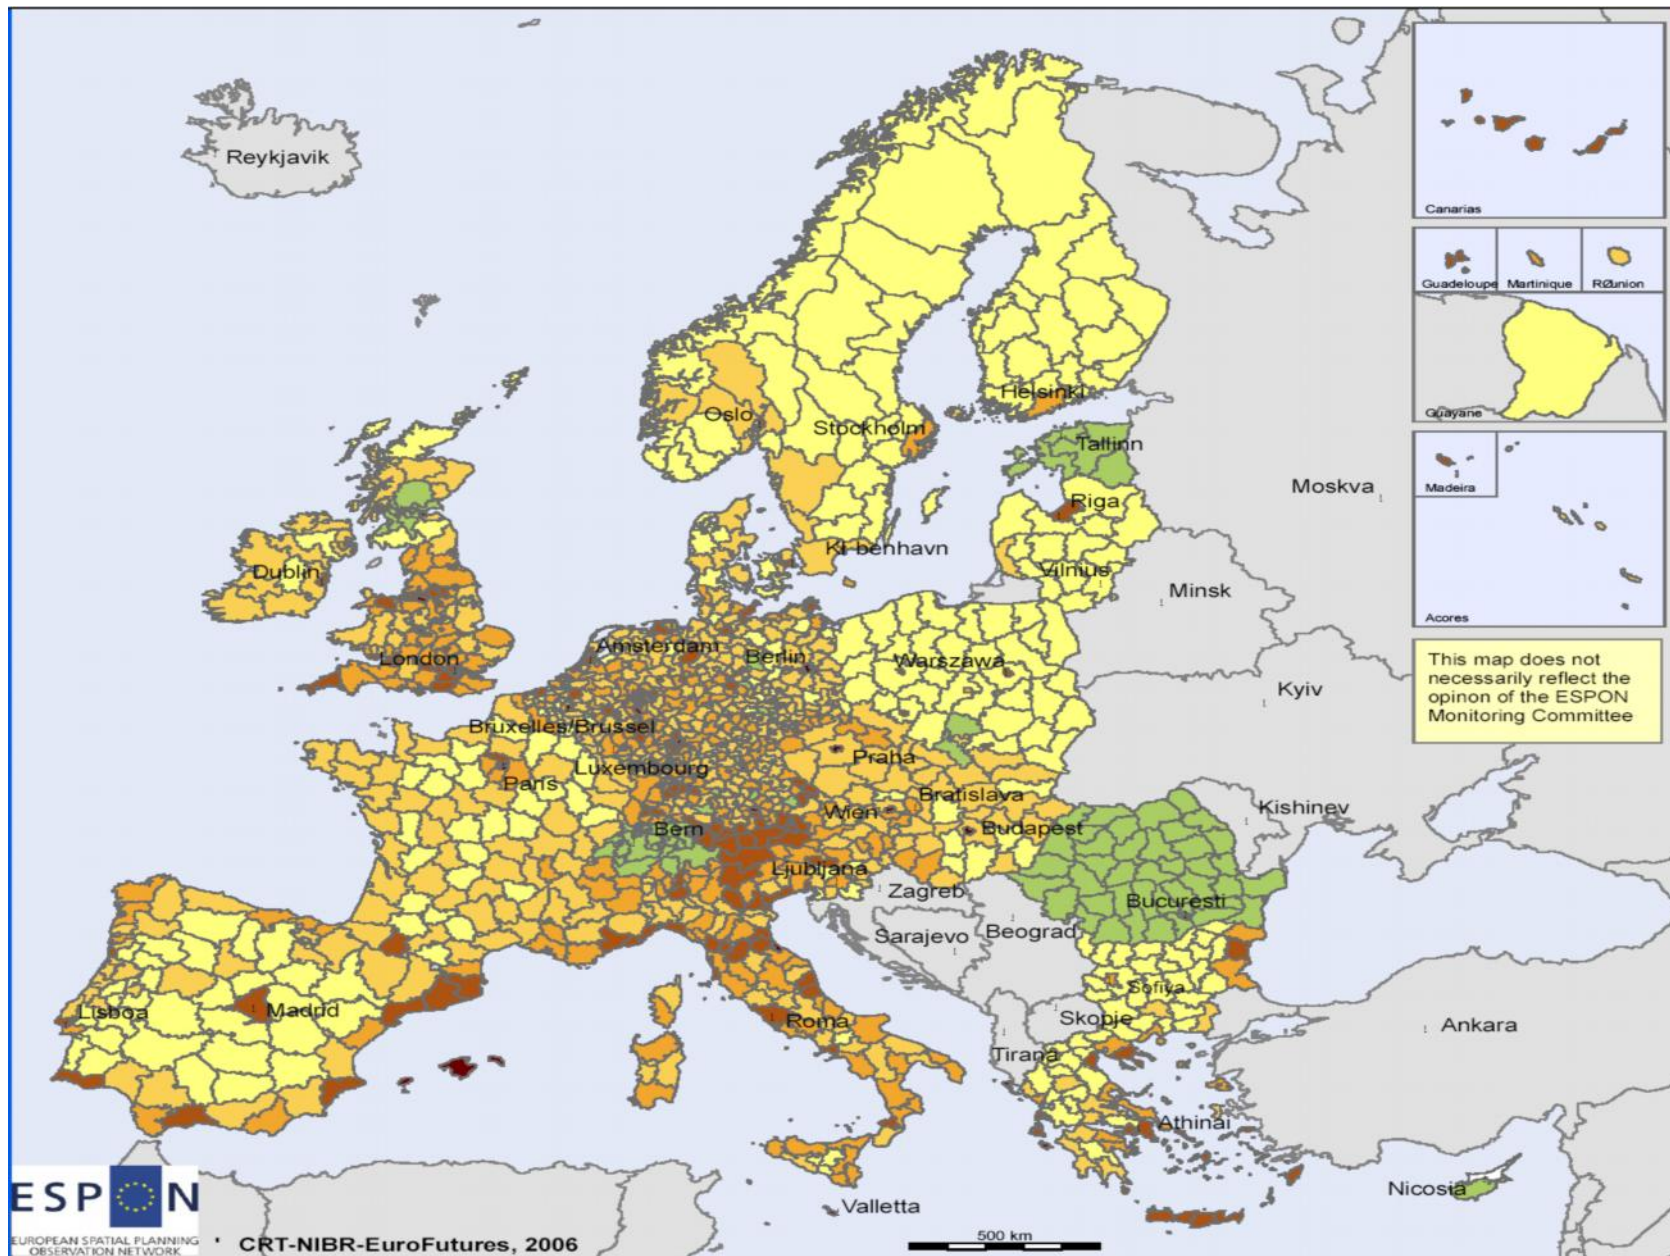 Reykjavik
Canarias
Guadeloupe
Martinique
RØunion
Guayane
Helsinki
Oslo
Stockholm
Tallinn
Madeira
Moskva
Riga
Acores
Dublin
KI benhavn
Vilnius
Minsk
London
Amsterdam
Berlin
Warszawa
This map does not
necessarily reflect the
opinon of the ESPON
Monitoring Committee
Kyiv
Bruxelles/Brussel
Praha
Paris
Luxembourg
Bratislava
Wien
Kishinev
Bern
Budapest
Ljubljana
Zagreb
Bucuresti
Sarajevo
Beograd
Sofiya
Lisboa
Madrid
Roma
Skopje
Ankara
Tirana
Athinai
Nicosia
Valletta
ESPON
EUROPEAN SPATIAL PLANNING
OBSERVATION NETWORK
CRT-NIBR-EuroFutures, 2006
500 km